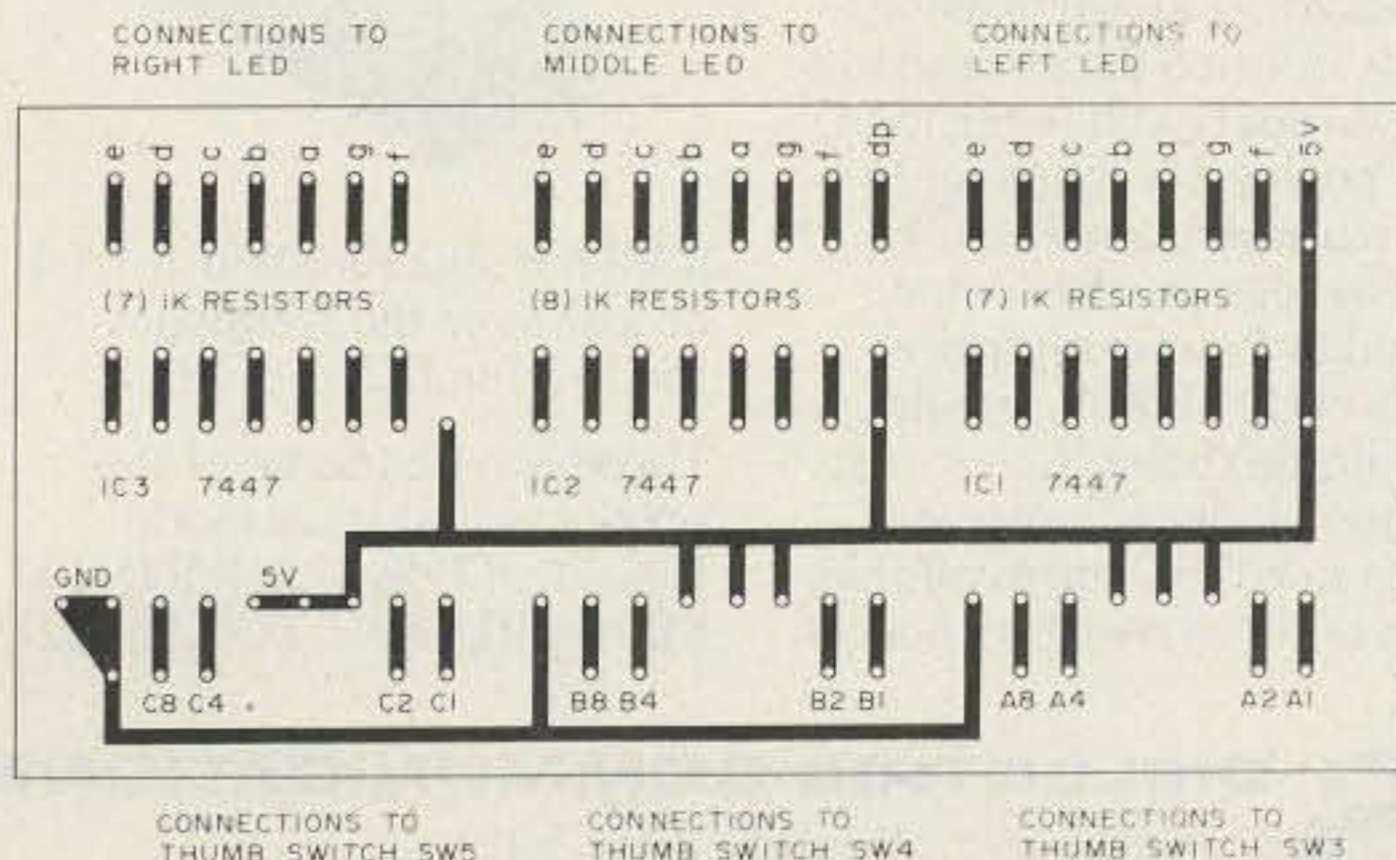 CONNECTIONS TO
RIGHT LED
CONNECTIONS TO
MIDDLE LED
CONNECTIONS TO
LEFT LED
e d c b a g f
e d c b a g f dp
e d c b a g f 5V
(7) 1K RESISTORS
(8) 1K RESISTORS
(7) 1K RESISTORS
IC3 7447
IC2 7447
IC1 7447
GND
5V
C8 C4
C2 C1
B8 B4
B2 B1
A8 A4
A2 A1
CONNECTIONS TO
THUMB SWITCH SW5
CONNECTIONS TO
THUMB SWITCH SW4
CONNECTIONS TO
THUMB SWITCH SW3